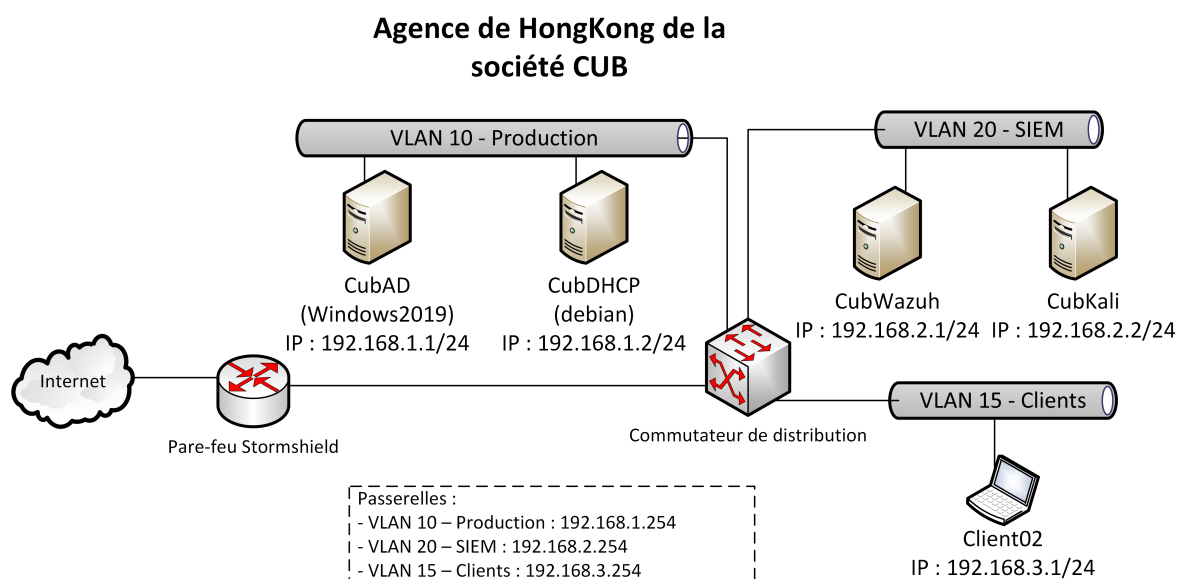 Agence de HongKong de la
société CUB
VLAN 10 - Production
VLAN 20 - SIEM
CubAD
(Windows2019)
IP : 192.168.1.1/24
CubDHCP
(debian)
IP : 192.168.1.2/24
CubWazuh
IP : 192.168.2.1/24
CubKali
IP : 192.168.2.2/24
Internet
Pare-feu Stormshield
Commutateur de distribution
VLAN 15 - Clients
Client02
IP : 192.168.3.1/24
Passerelles :
- VLAN 10 – Production : 192.168.1.254
- VLAN 20 – SIEM : 192.168.2.254
- VLAN 15 – Clients : 192.168.3.254